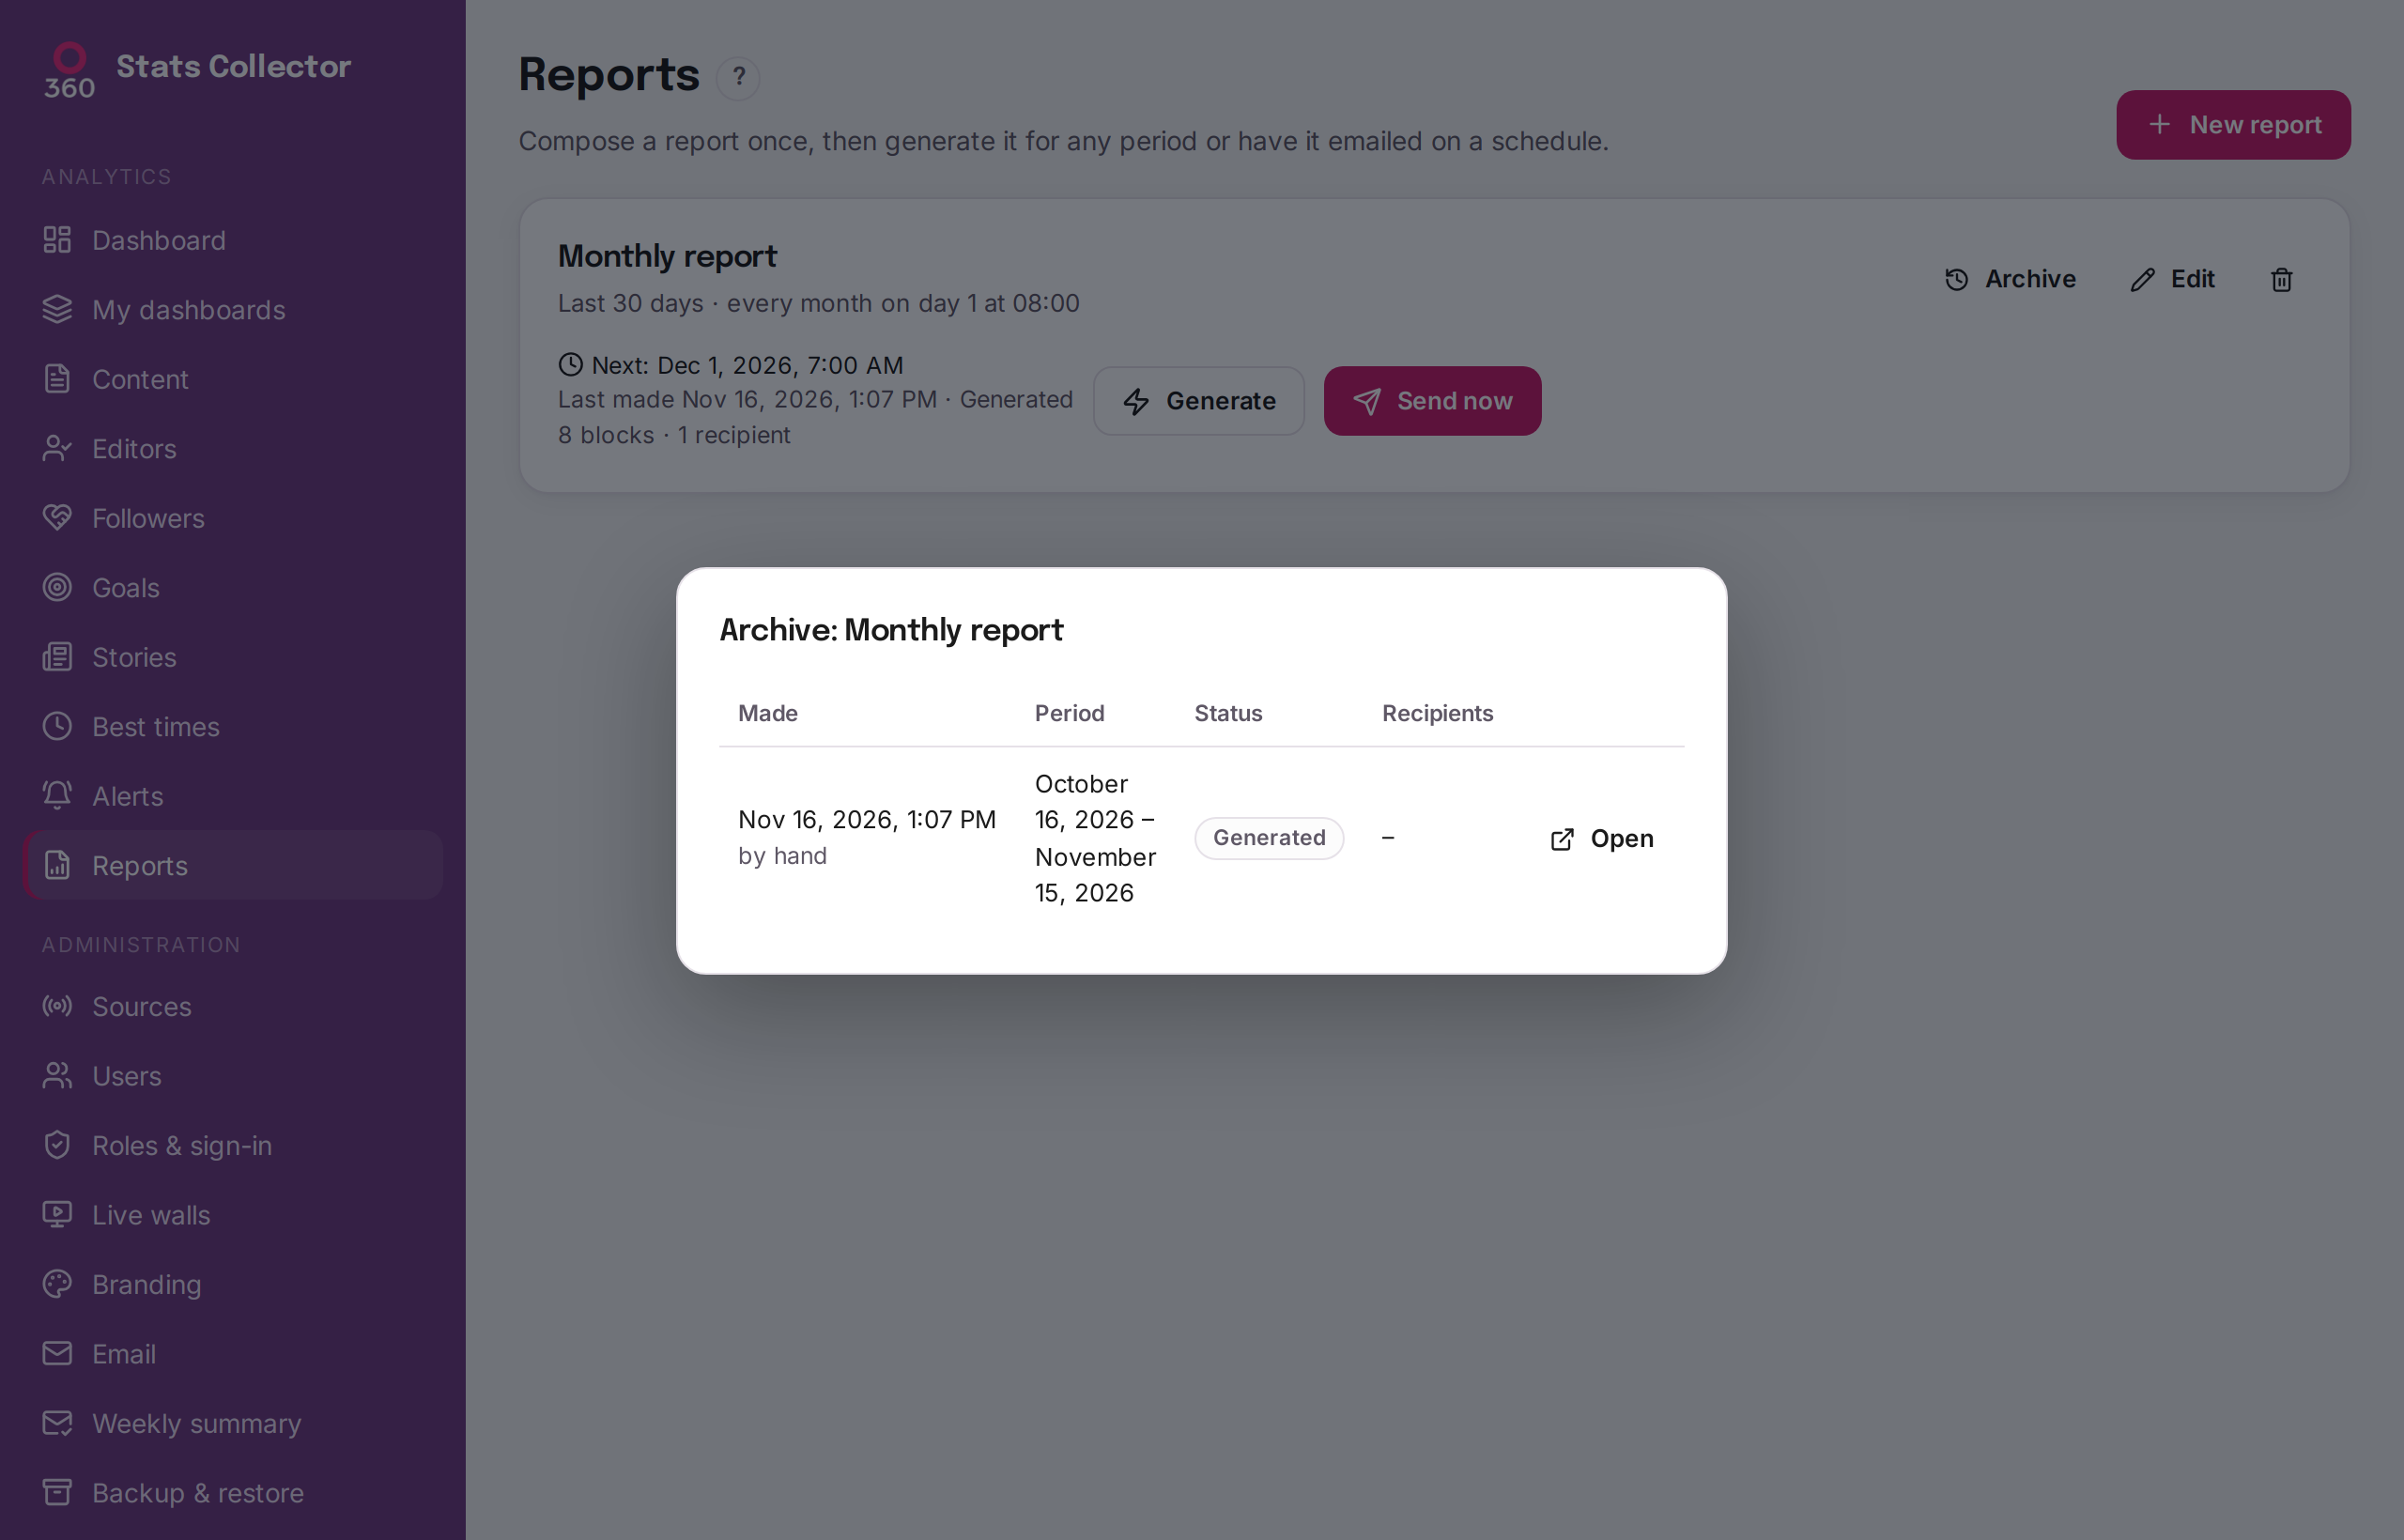 360
Stats Collector
ANALYTICS
Dashboard
My dashboards
Content
Editors
Followers
Goals
Stories
Best times
Alerts
Reports
ADMINISTRATION
Sources
Users
Roles & sign-in
Live walls
Branding
Email
Weekly summary
Backup & restore
Reports ?
Compose a report once, then generate it for any period or have it emailed on a schedule.
New report
Monthly report
Last 30 days · every month on day 1 at 08:00
Archive
Edit
Next: Dec 1, 2026, 7:00 AM
Last made Nov 16, 2026, 1:07 PM · Generated
8 blocks · 1 recipient
Generate
Send now
Archive: Monthly report
Made Period Status Recipients
Nov 16, 2026, 1:07 PM
by hand
October
16, 2026 –
November
15, 2026
Generated
–
Open